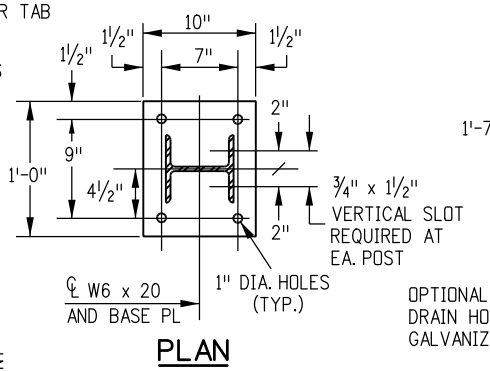 R TAB
10"
1½"
7"
1½"
1½"
9"
1'-0"
4½"
2"
2"
1'-7
¾" x 1½"
VERTICAL SLOT
REQUIRED AT
EA. POST
1" DIA. HOLES
(TYP.)
℄ W6 x 20
AND BASE PL
PLAN
OPTIONAL
DRAIN HO
GALVANIZ